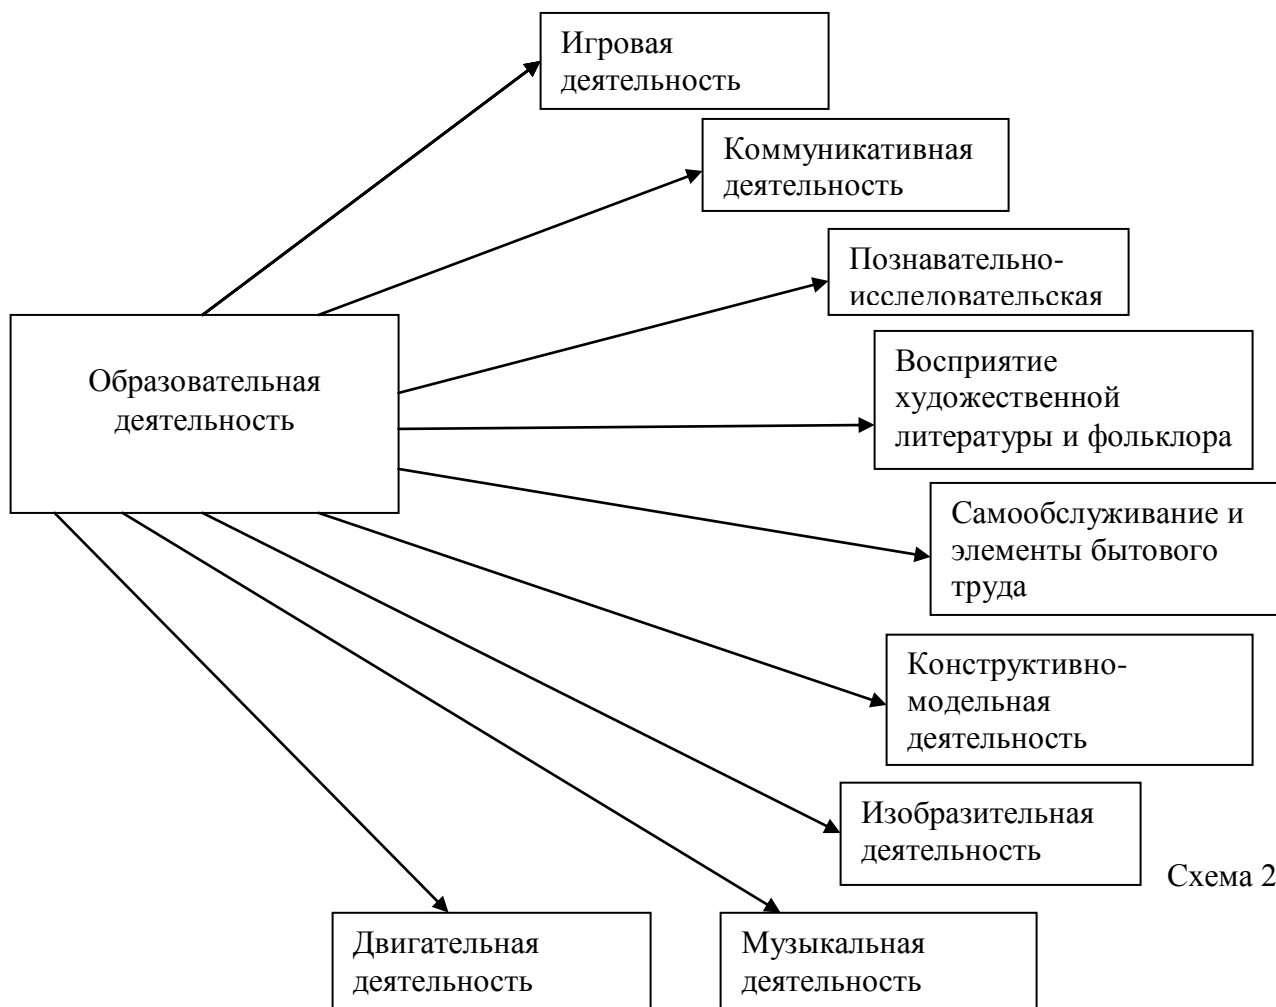 Игровая
деятельность
Коммуникативная
деятельность
Познавательно-
исследовательская
Образовательная
деятельность
Восприятие
художественной
литературы и фольклора
Самообслуживание и
элементы бытового
труда
Конструктивно-
модельная
деятельность
Изобразительная
деятельность
Схема 2
Двигательная
деятельность
Музыкальная
деятельность